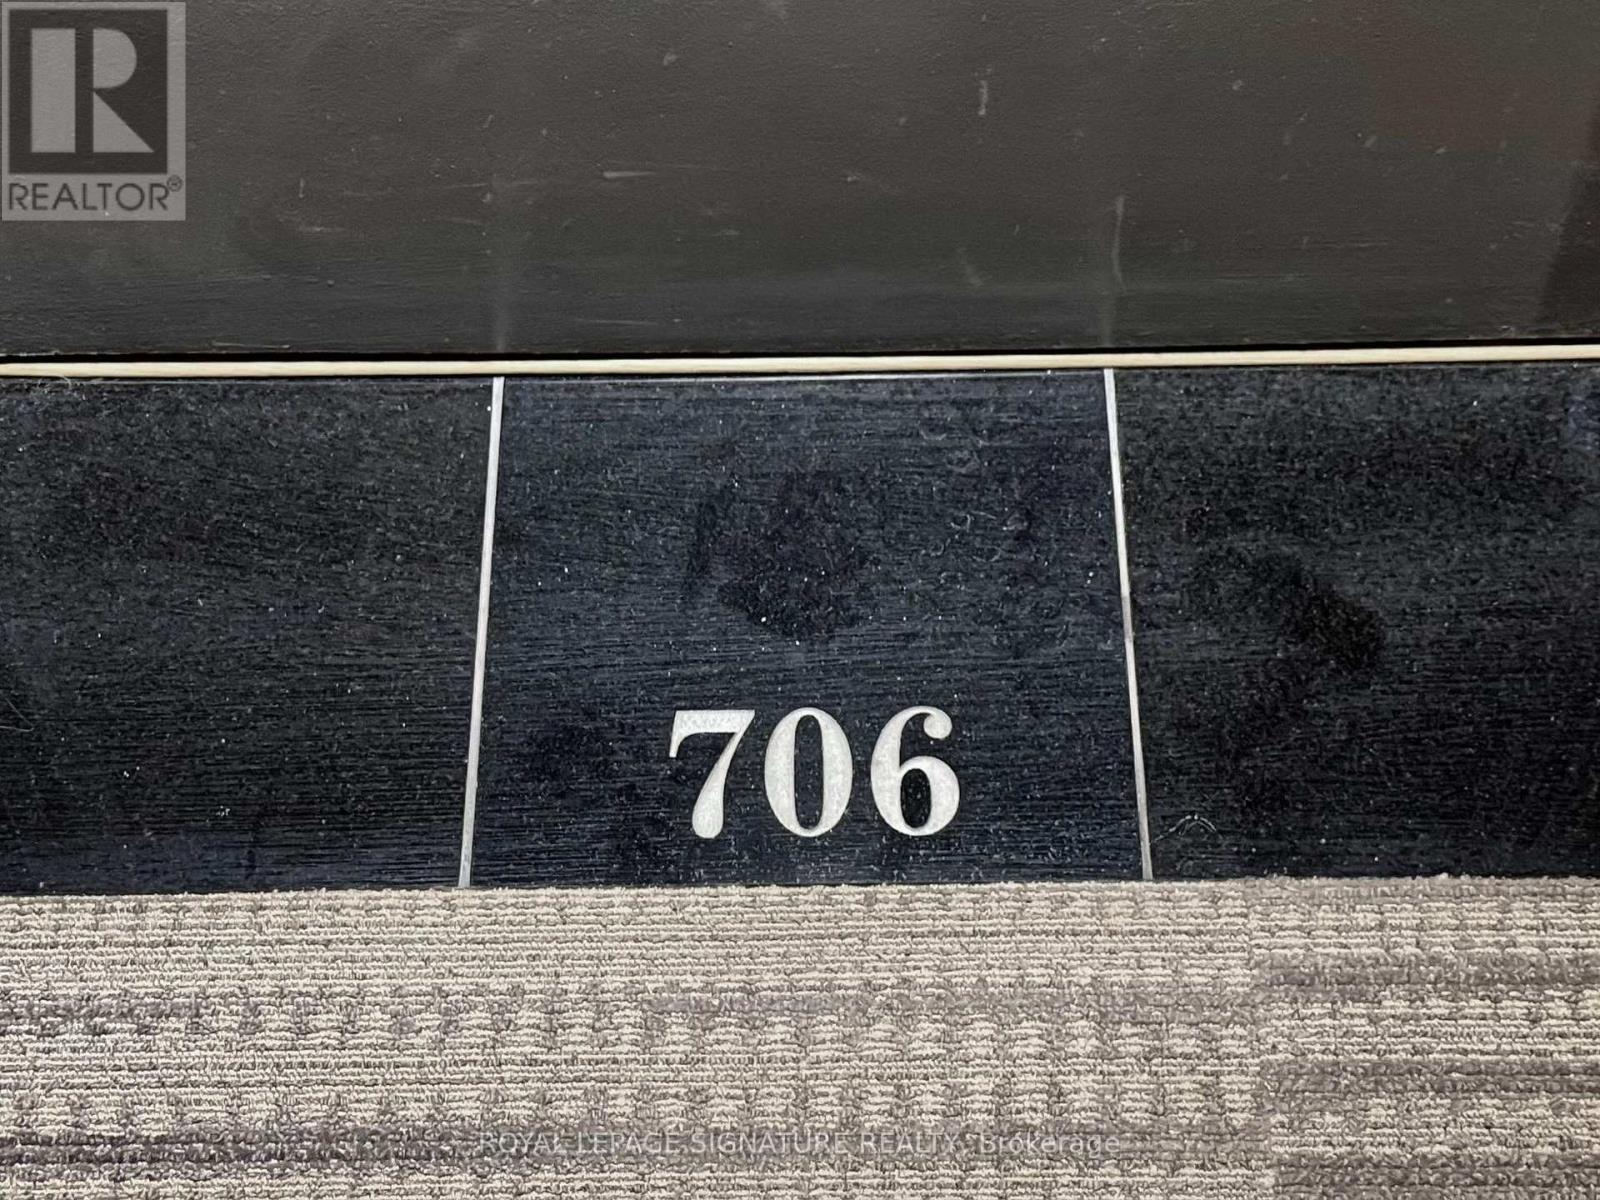 R
REALTOR®
706
ROYAL LEPAGE SIGNATURE REALTY, Brokerage